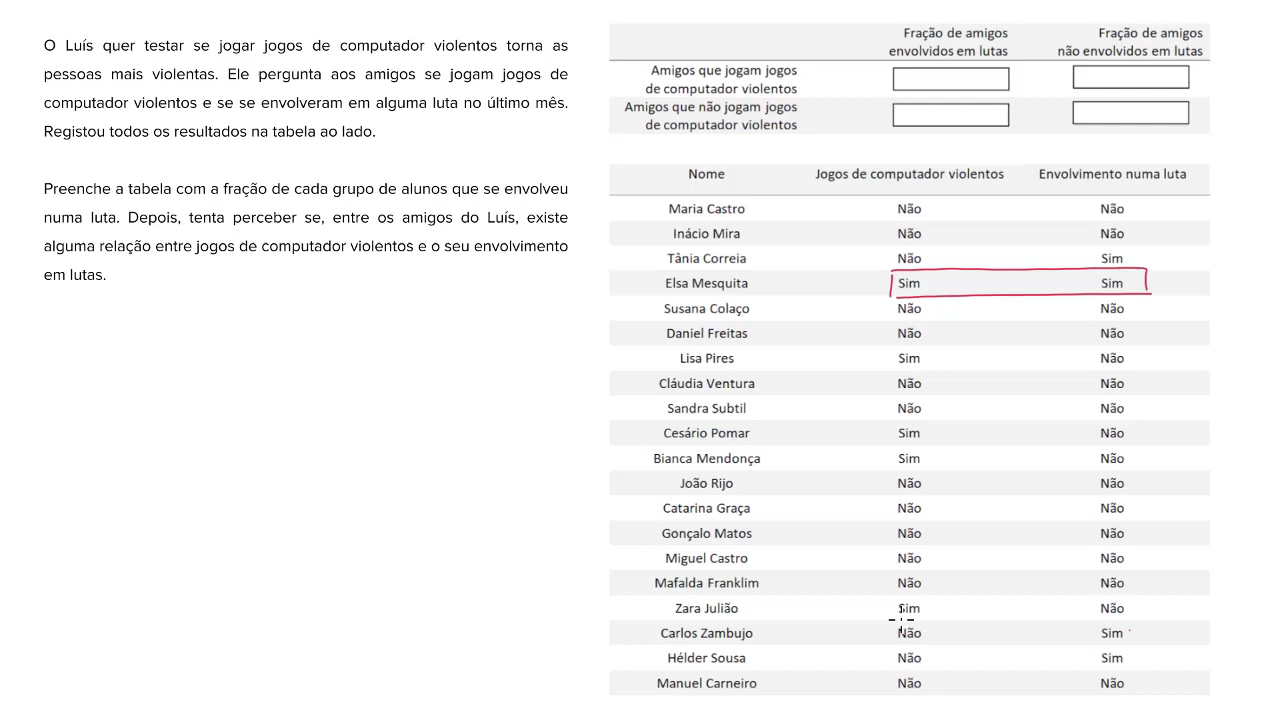 O Luís quer testar se jogar jogos de computador violentos torna as
pessoas mais violentas. Ele pergunta aos amigos se jogam jogos de
computador violentos e se se envolveram em alguma luta no último mês.
Registou todos os resultados na tabela ao lado.
Preenche a tabela com a fração de cada grupo de alunos que se envolveu
numa luta. Depois, tenta perceber se, entre os amigos do Luís, existe
alguma relação entre jogos de computador violentos e o seu envolvimento
em lutas.
Fração de amigos envolvidos em lutas Fração de amigos não envolvidos em lutas
Amigos que jogam jogos
de computador violentos
Amigos que não jogam jogos
de computador violentos
Nome Jogos de computador violentos Envolvimento numa luta
Maria Castro Não Não
Inácio Mira Não Não
Tânia Correia Não Sim
Elsa Mesquita Sim Sim
Susana Colaço Não Não
Daniel Freitas Não Não
Lisa Pires Sim Não
Cláudia Ventura Não Não
Sandra Subtil Não Não
Cesário Pomar Sim Não
Bianca Mendonça Sim Não
João Rijo Não Não
Catarina Graça Não Não
Gonçalo Matos Não Não
Miguel Castro Não Não
Mafalda Franklim Não Não
Zara Julião Sim Não
Carlos Zambujo Não Sim
Hélder Sousa Não Sim
Manuel Carneiro Não Não